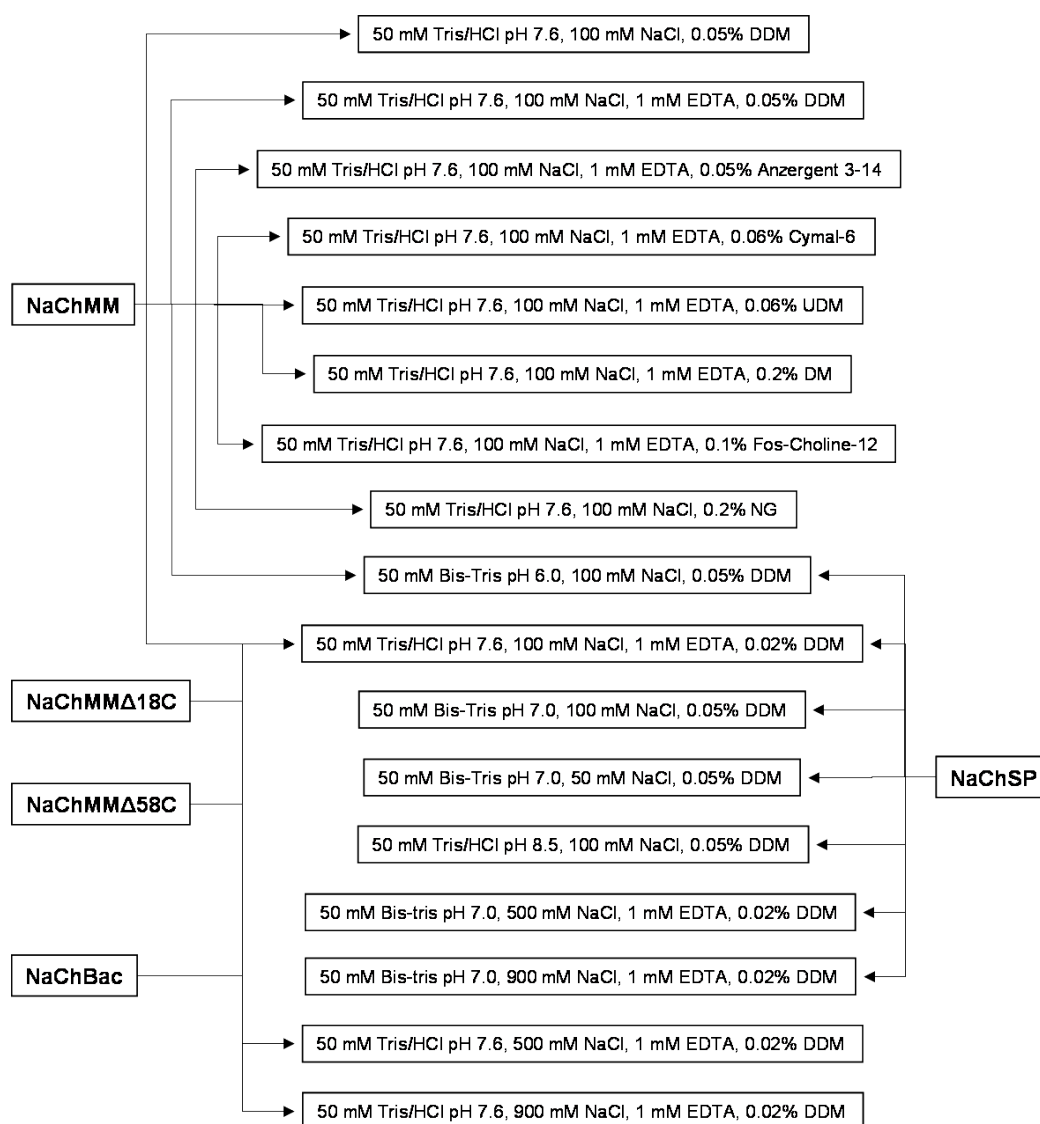 50 mM Tris/HCl pH 7.6, 100 mM NaCl, 0.05% DDM
50 mM Tris/HCl pH 7.6, 100 mM NaCl, 1 mM EDTA, 0.05% DDM
50 mM Tris/HCl pH 7.6, 100 mM NaCl, 1 mM EDTA, 0.05% Anzergent 3-14
50 mM Tris/HCl pH 7.6, 100 mM NaCl, 1 mM EDTA, 0.06% Cymal-6
NaChMM
50 mM Tris/HCl pH 7.6, 100 mM NaCl, 1 mM EDTA, 0.06% UDM
50 mM Tris/HCl pH 7.6, 100 mM NaCl, 1 mM EDTA, 0.2% DM
50 mM Tris/HCl pH 7.6, 100 mM NaCl, 1 mM EDTA, 0.1% Fos-Choline-12
50 mM Tris/HCl pH 7.6, 100 mM NaCl, 0.2% NG
50 mM Bis-Tris pH 6.0, 100 mM NaCl, 0.05% DDM
50 mM Tris/HCl pH 7.6, 100 mM NaCl, 1 mM EDTA, 0.02% DDM
NaChMMΔ18C
50 mM Bis-Tris pH 7.0, 100 mM NaCl, 0.05% DDM
50 mM Bis-Tris pH 7.0, 50 mM NaCl, 0.05% DDM
NaChSP
NaChMMΔ58C
50 mM Tris/HCl pH 8.5, 100 mM NaCl, 0.05% DDM
50 mM Bis-tris pH 7.0, 500 mM NaCl, 1 mM EDTA, 0.02% DDM
NaChBac
50 mM Bis-tris pH 7.0, 900 mM NaCl, 1 mM EDTA, 0.02% DDM
50 mM Tris/HCl pH 7.6, 500 mM NaCl, 1 mM EDTA, 0.02% DDM
50 mM Tris/HCl pH 7.6, 900 mM NaCl, 1 mM EDTA, 0.02% DDM